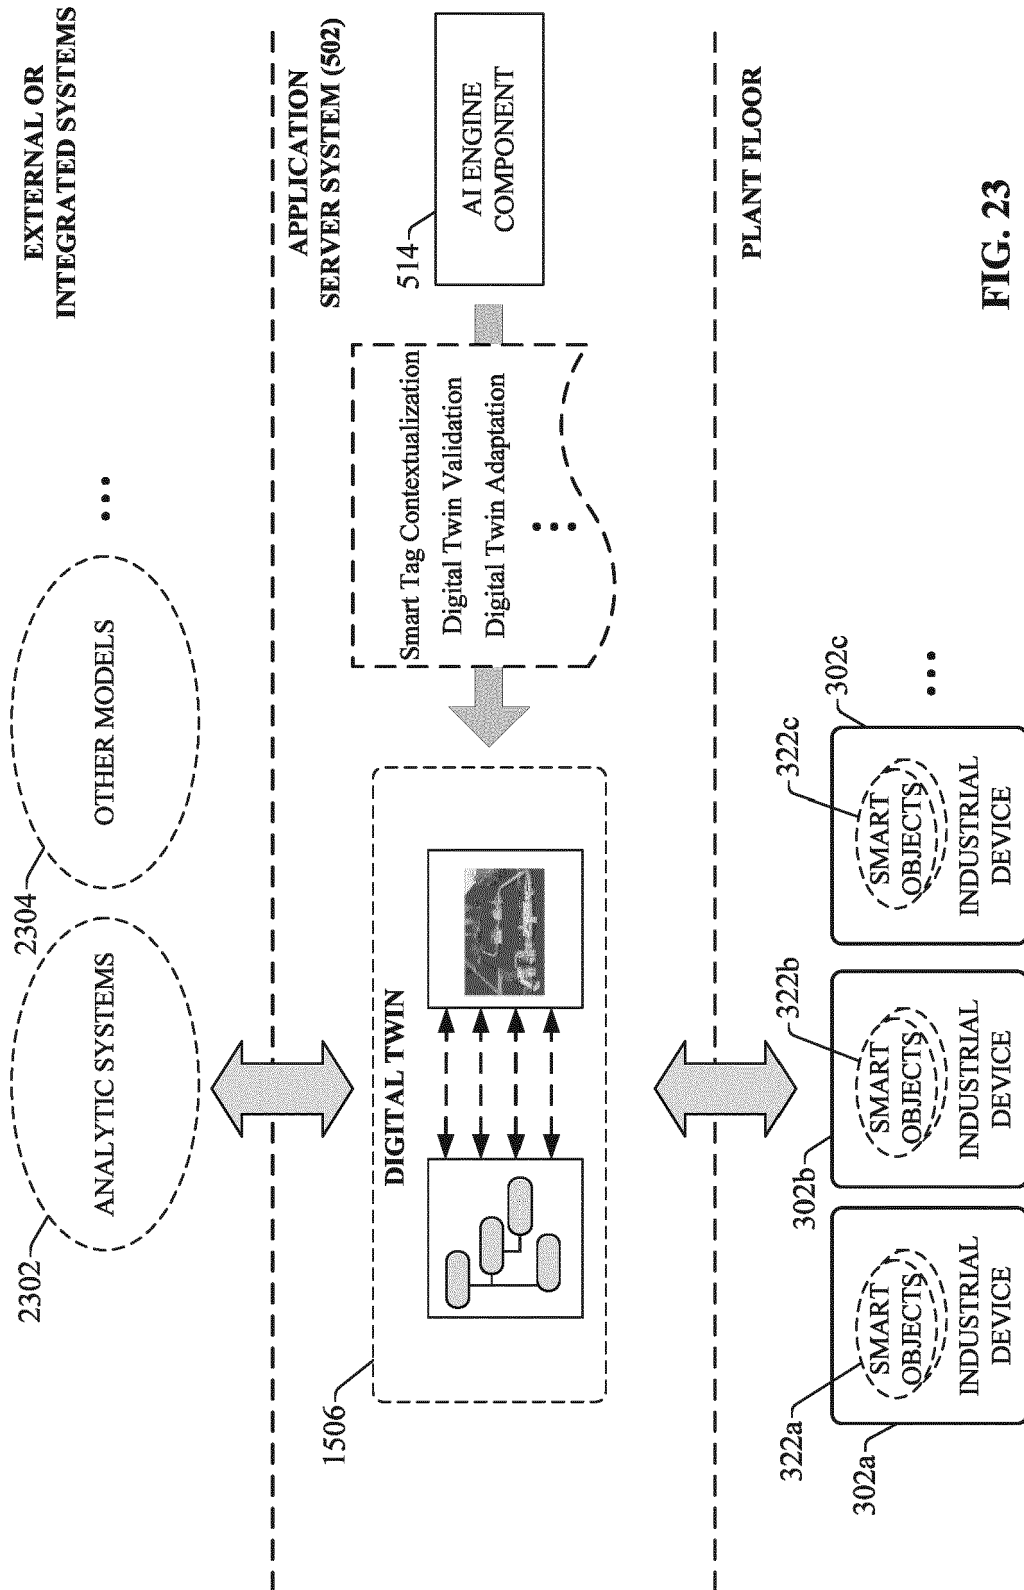 EXTERNAL OR
INTEGRATED SYSTEMS
2302
ANALYTIC SYSTEMS
2304
OTHER MODELS
...
APPLICATION
SERVER SYSTEM (502)
1506
DIGITAL TWIN
Smart Tag Contextualization
Digital Twin Validation
Digital Twin Adaptation
...
514
AI ENGINE
COMPONENT
PLANT FLOOR
322a
302a
SMART
OBJECTS
INDUSTRIAL
DEVICE
302b
322b
SMART
OBJECTS
INDUSTRIAL
DEVICE
322c
302c
SMART
OBJECTS
INDUSTRIAL
DEVICE
...
FIG. 23